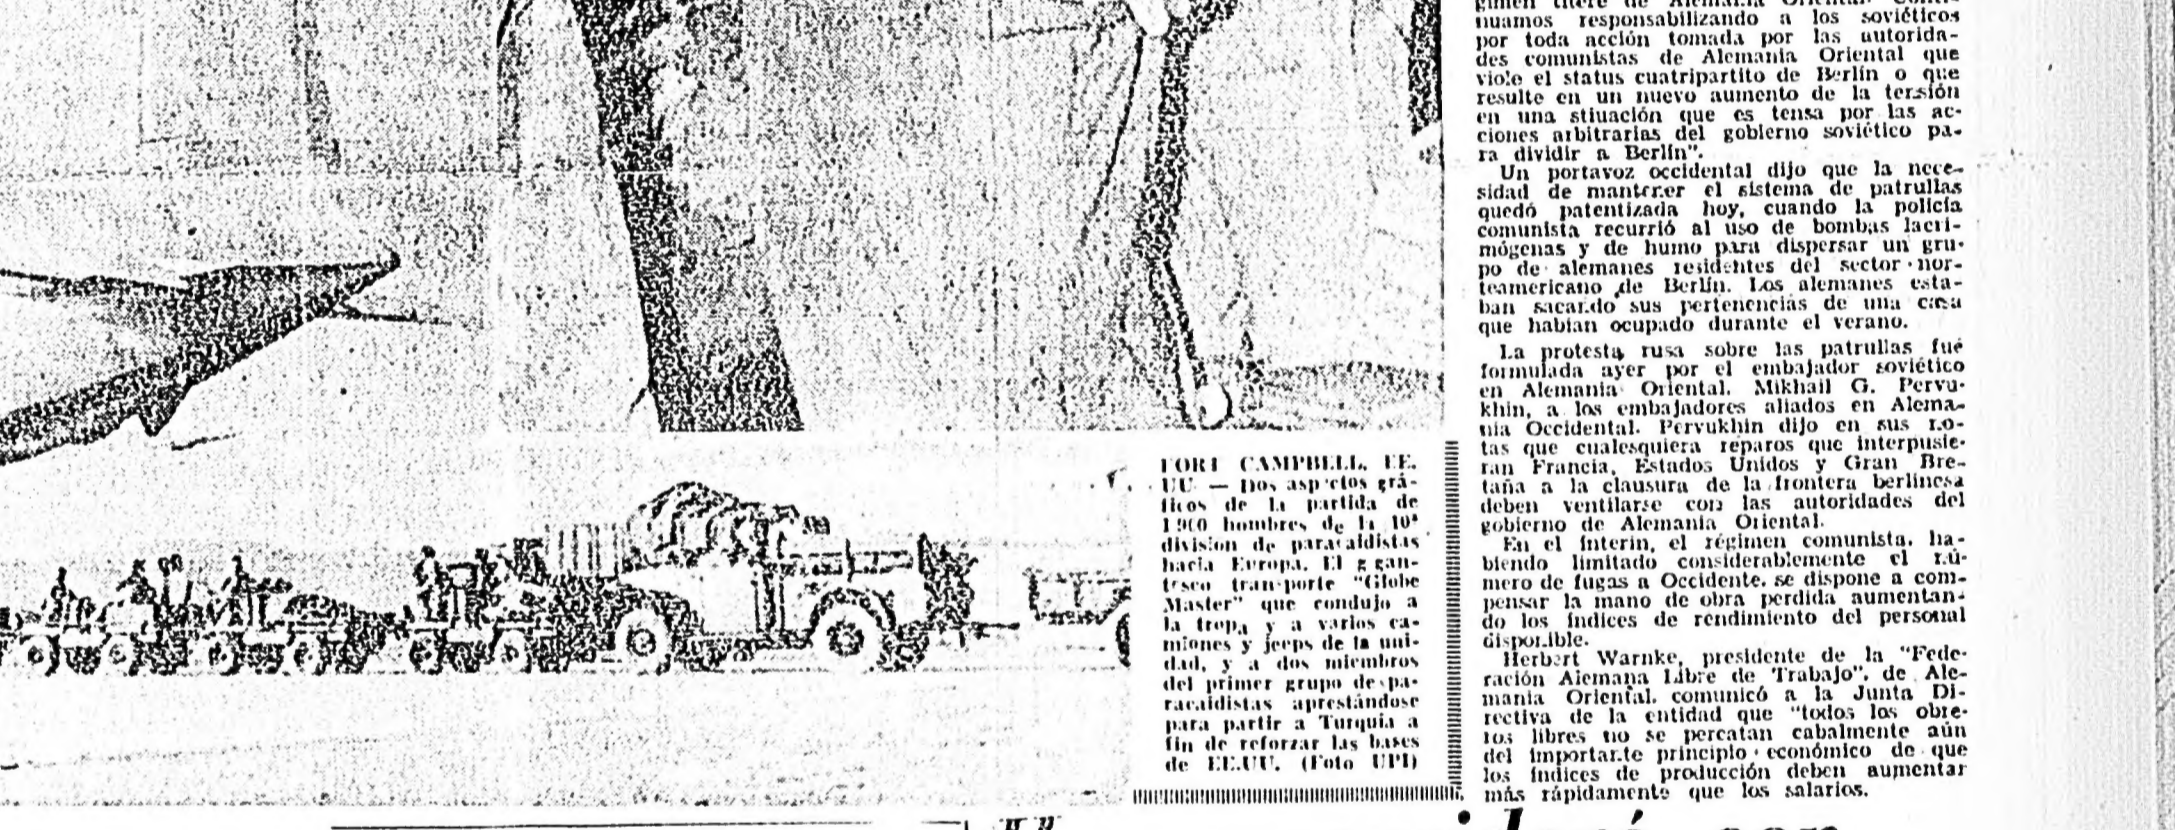 FORT CAMPBELL, EE.
UU. — Dos aspectos grá-
ficos de la partida de
hombres de la 10ª
división de paracaidistas
hacia Europa. El gigan-
tesco transporte "Globe
Master" que condujo a
la tropa y a varios ca-
miones y jeeps de la uni-
dad, y a dos miembros
del primer grupo de pa-
racaidistas aprestándose
para partir a Turquía a
fin de reforzar las bases
de EE.UU. (Foto UPI)
gimen títere de Alemania Oriental. Conti-
nuamos responsabilizando a los soviéticos
por toda acción tomada por las autorida-
des comunistas de Alemania Oriental que
viole el status cuatripartito de Berlín o que
resulte en un nuevo aumento de la tensión
en una stiuación que es tensa por las ac-
ciones arbitrarias del gobierno soviético pa-
ra dividir a Berlín".
Un portavoz occidental dijo que la nece-
sidad de mantener el sistema de patrullas
quedó patentizada hoy, cuando la policía
comunista recurrió al uso de bombas lacri-
mógenas y de humo para dispersar un gru-
po de alemanes residentes del sector nor-
teamericano de Berlín. Los alemanes esta-
ban sacando sus pertenencias de una casa
que habían ocupado durante el verano.
La protesta rusa sobre las patrullas fué
formulada ayer por el embajador soviético
en Alemania Oriental, Mikhail G. Pervu-
khin, a los embajadores aliados en Alema-
nia Occidental. Pervukhin dijo en sus no-
tas que cualesquiera reparos que interpusie-
ran Francia, Estados Unidos y Gran Bre-
taña a la clausura de la frontera berlinesa
deben ventilarse con las autoridades del
gobierno de Alemania Oriental.
En el ínterin, el régimen comunista, ha-
biendo limitado considerablemente el nú-
mero de fugas a Occidente, se dispone a com-
pensar la mano de obra perdida aumentan-
do los índices de rendimiento del personal
disponible.
Herbert Warnke, presidente de la "Fede-
ración Alemana Libre de Trabajo", de Ale-
mania Oriental, comunicó a la Junta Di-
rectiva de la entidad que "todos los obre-
ros libres no se percatan cabalmente aún
del importante principio económico de que
los índices de producción deben aumentar
más rápidamente que los salarios.
con